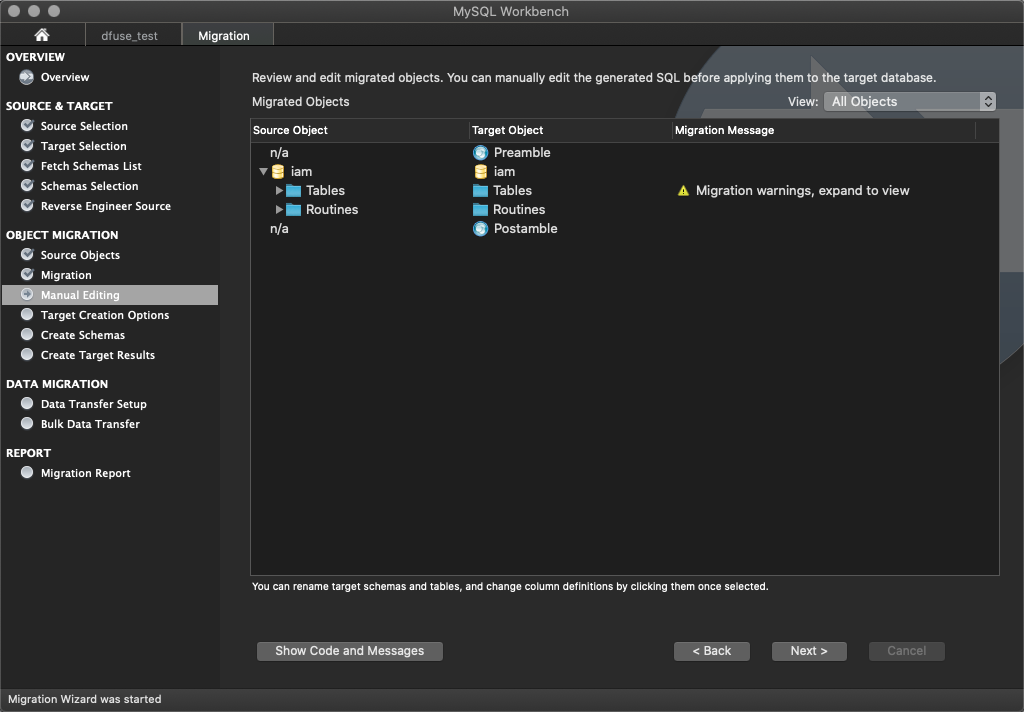 MySQL Workbench
dfuse_test
Migration
OVERVIEW
Overview
SOURCE & TARGET
Source Selection
Target Selection
Fetch Schemas List
Schemas Selection
Reverse Engineer Source
OBJECT MIGRATION
Source Objects
Migration
Manual Editing
Target Creation Options
Create Schemas
Create Target Results
DATA MIGRATION
Data Transfer Setup
Bulk Data Transfer
REPORT
Migration Report
Review and edit migrated objects. You can manually edit the generated SQL before applying them to the target database.
Migrated Objects
View: All Objects
Source Object Target Object Migration Message
n/a Preamble
iam iam
Tables Tables Migration warnings, expand to view
Routines Routines
n/a Postamble
You can rename target schemas and tables, and change column definitions by clicking them once selected.
Show Code and Messages
< Back
Next >
Cancel
Migration Wizard was started